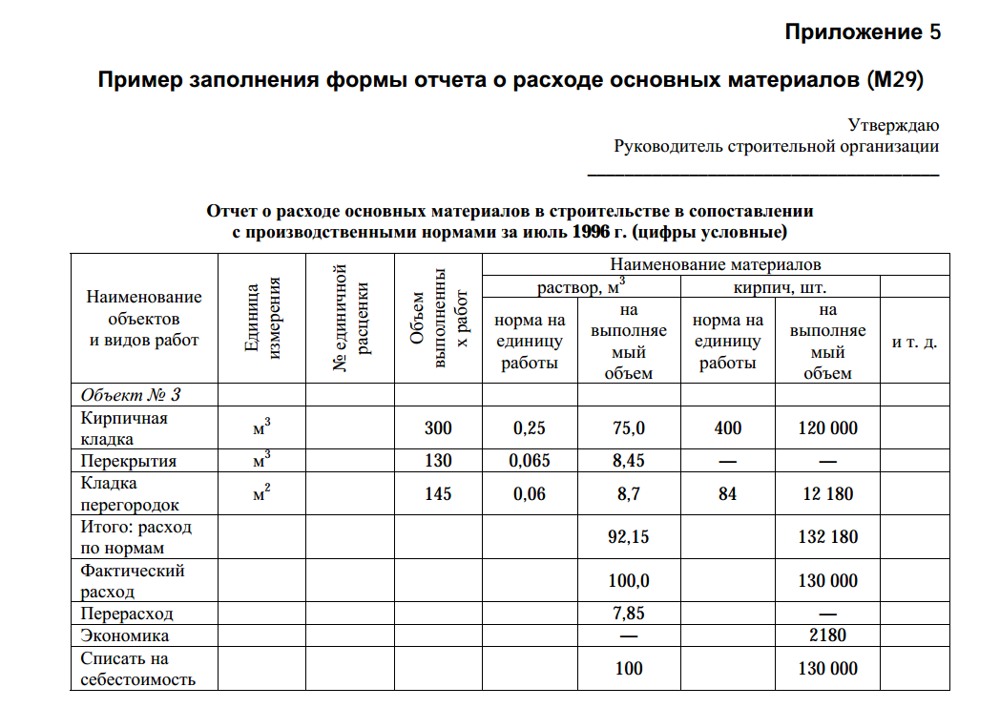 Приложение 5
Пример заполнения формы отчета о расходе основных материалов (М29)
Утверждаю
Руководитель строительной организации
Отчет о расходе основных материалов в строительстве в сопоставлении
с производственными нормами за июль 1996 г. (цифры условные)
Наименование
объектов
и видов работ
Единица
измерения
№ единичной
расценки
Объем
выполненны
х работ
Наименование материалов
раствор, м³
кирпич, шт.
норма на
единицу
работы
на
выполняе
мый
объем
норма на
единицу
работы
на
выполняе
мый
объем
и т. д.
Объект № 3
Кирпичная
кладка
м³ 300 0,25 75,0 400 120 000
Перекрытия м³ 130 0,065 8,45 — —
Кладка
перегородок
м² 145 0,06 8,7 84 12 180
Итого: расход
по нормам
92,15 132 180
Фактический
расход
100,0 130 000
Перерасход 7,85 —
Экономика — 2180
Списать на
себестоимость
100 130 000